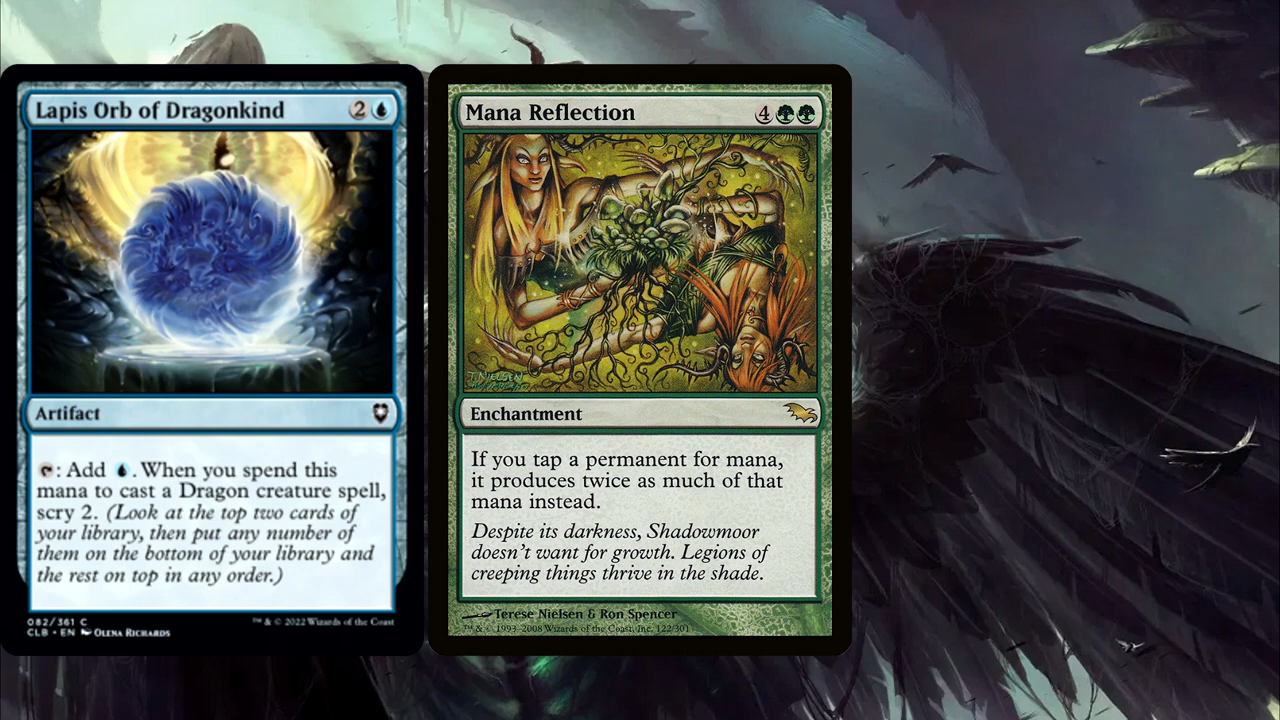 Lapis Orb of Dragonkind 2
Artifact
: Add . When you spend this
mana to cast a Dragon creature spell,
scry 2. (Look at the top two cards of
your library, then put any number of
them on the bottom of your library and
the rest on top in any order.)
082/361 C
CLB • EN Olena Richards
™ & © 2022 Wizards of the Coast
Mana Reflection 4
T. NIELSEN
Enchantment
If you tap a permanent for mana,
it produces twice as much of that
mana instead.
Despite its darkness, Shadowmoor
doesn't want for growth. Legions of
creeping things thrive in the shade.
Terese Nielsen & Ron Spencer
™ & © 1993–2008 Wizards of the Coast, Inc. 122/301